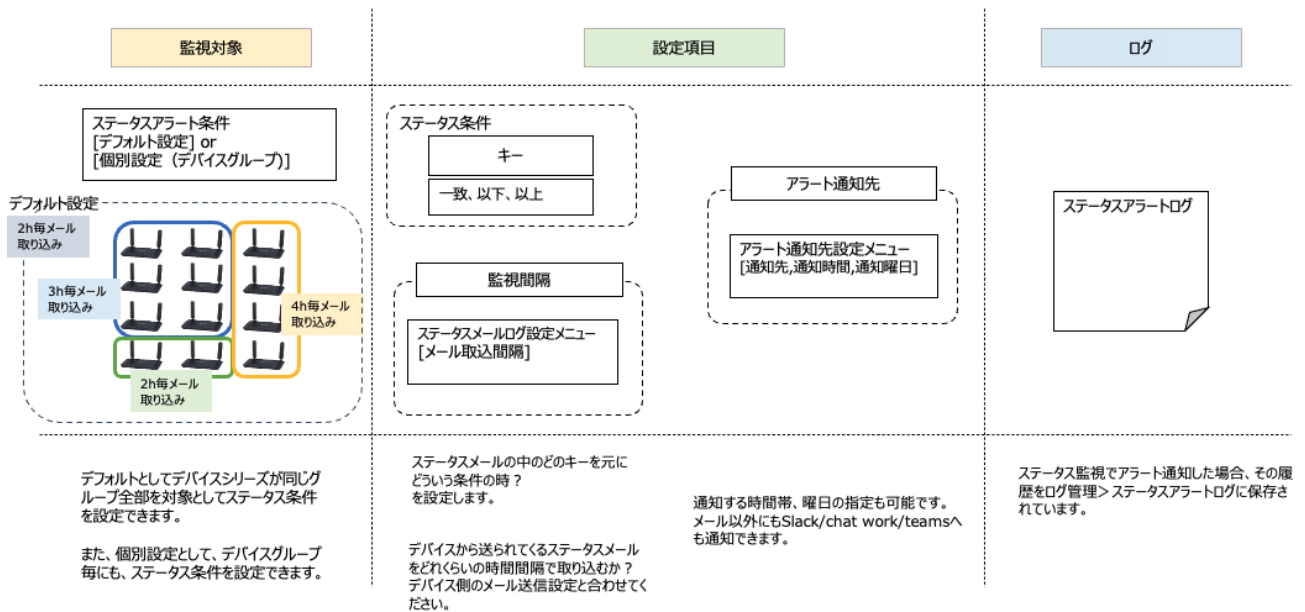 監視対象
設定項目
ログ
ステータスアラート条件
[デフォルト設定] or
[個別設定（デバイスグループ)]
デフォルト設定
2h毎メール
取り込み
3h毎メール
取り込み
4h毎メール
取り込み
2h毎メール
取り込み
ステータス条件
キー
一致、以下、以上
監視間隔
ステータスメールログ設定メニュー
[メール取込間隔]
アラート通知先
アラート通知先設定メニュー
[通知先,通知時間,通知曜日]
ステータスアラートログ
デフォルトとしてデバイスシリーズが同じグ
ループ全部を対象としてステータス条件
を設定できます。
また、個別設定として、デバイスグループ
毎にも、ステータス条件を設定できます。
ステータスメールの中のどのキーを元に
どういう条件の時？
を設定します。
デバイスから送られてくるステータスメール
をどれくらいの時間間隔で取り込むか？
デバイス側のメール送信設定と合わせてく
ださい。
通知する時間帯、曜日の指定も可能です。
メール以外にもSlack/chat work/teamsへ
も通知できます。
ステータス監視でアラート通知した場合、その履
歴をログ管理＞ステータスアラートログに保存さ
れています。